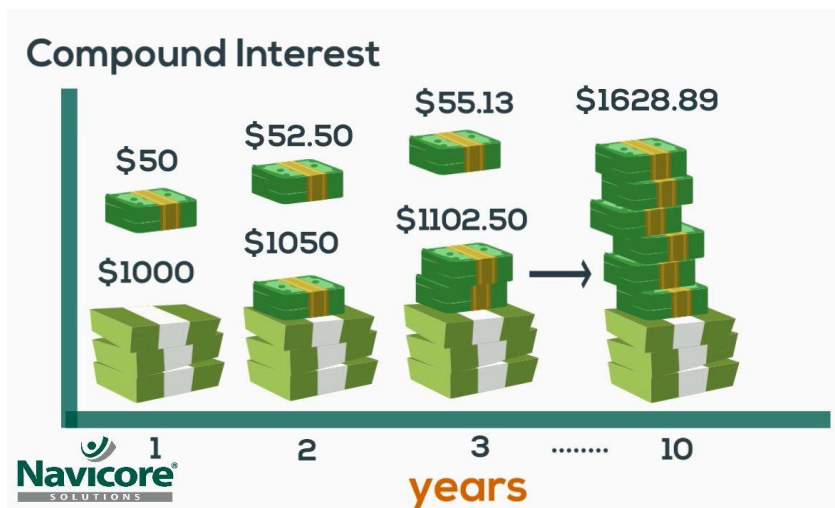 Compound Interest
$50
$1000
$52.50
$1050
$55.13
$1102.50
$1628.89
1 2 3 ........ 10
years
Navicore®
SOLUTIONS